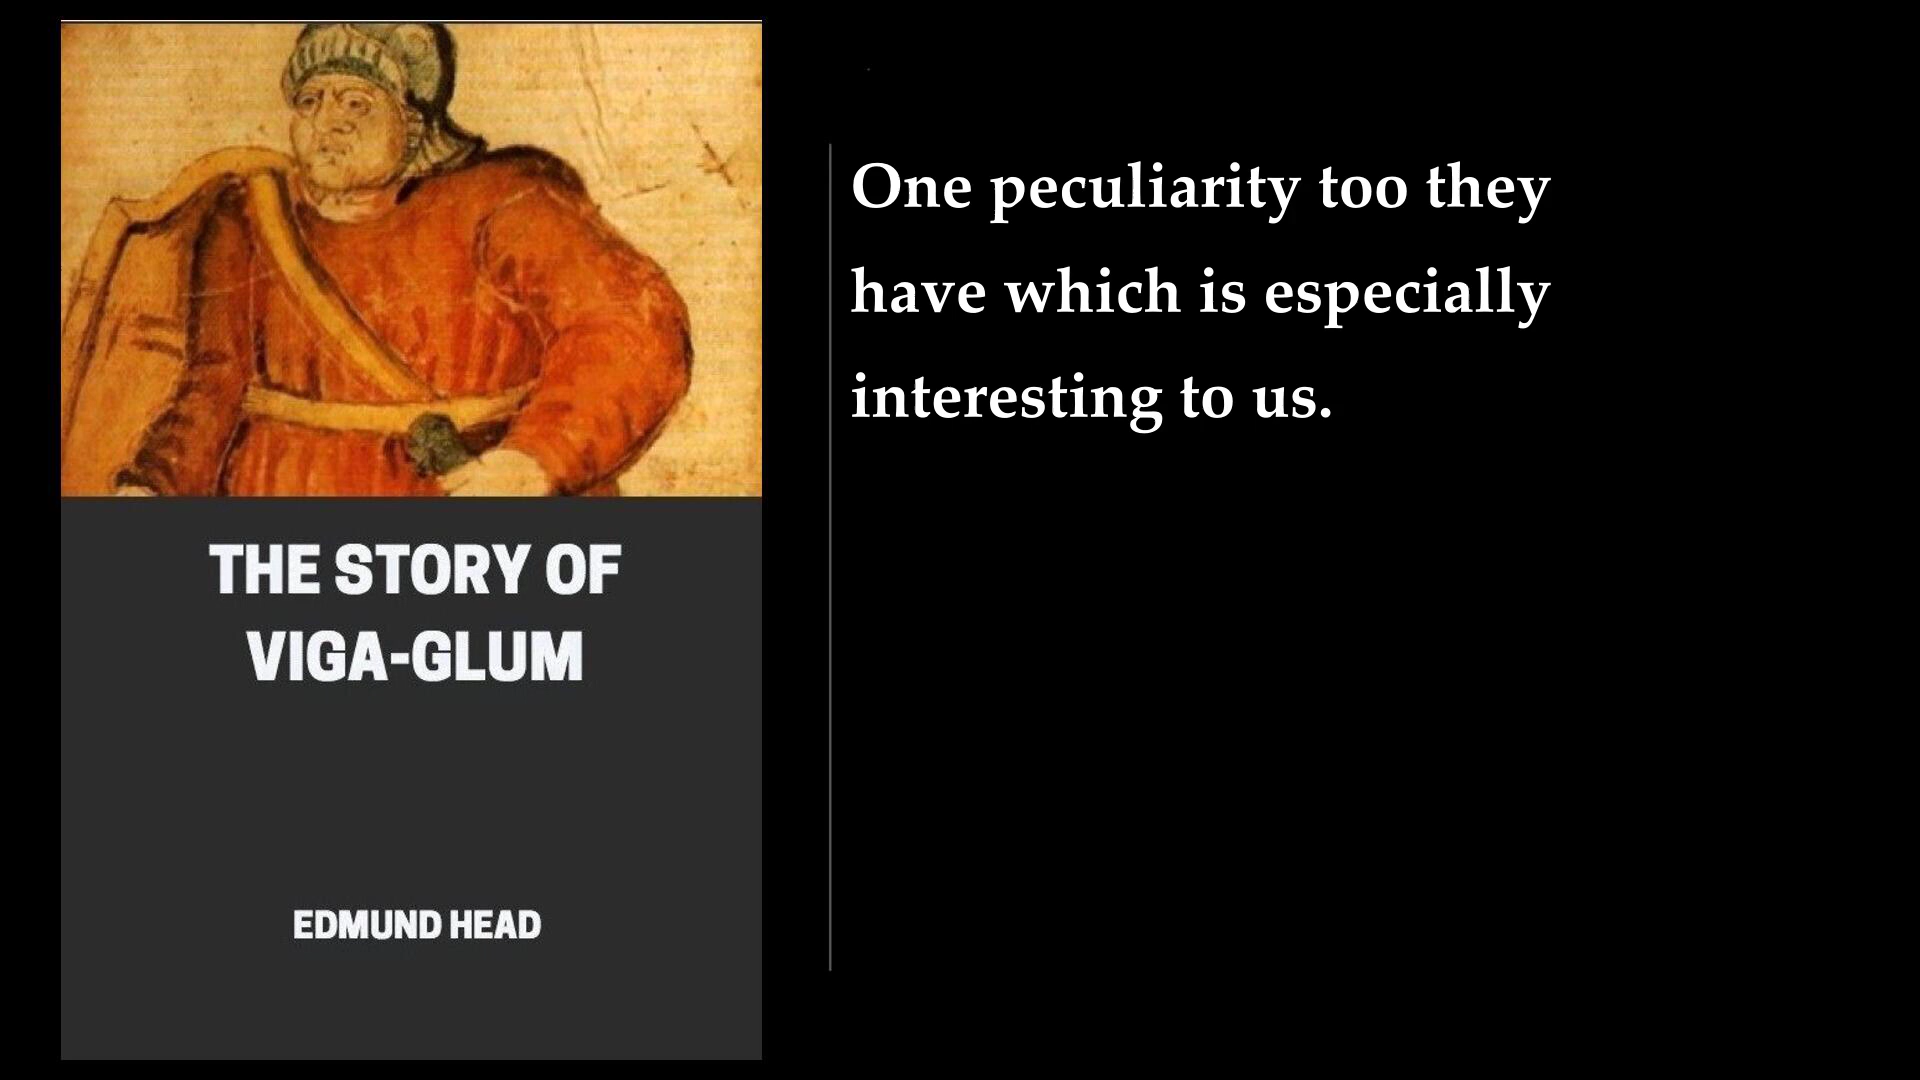 THE STORY OF
VIGA-GLUM
EDMUND HEAD
One peculiarity too they
have which is especially
interesting to us.